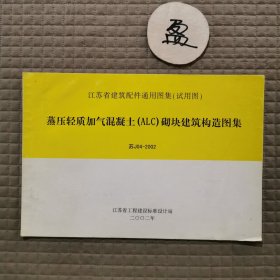 盈
江苏省建筑配件通用图集(试用图)
蒸压轻质加气混凝土(ALC)砌块建筑构造图集
苏J04-2002
江苏省工程建设标准设计站
二〇〇二年